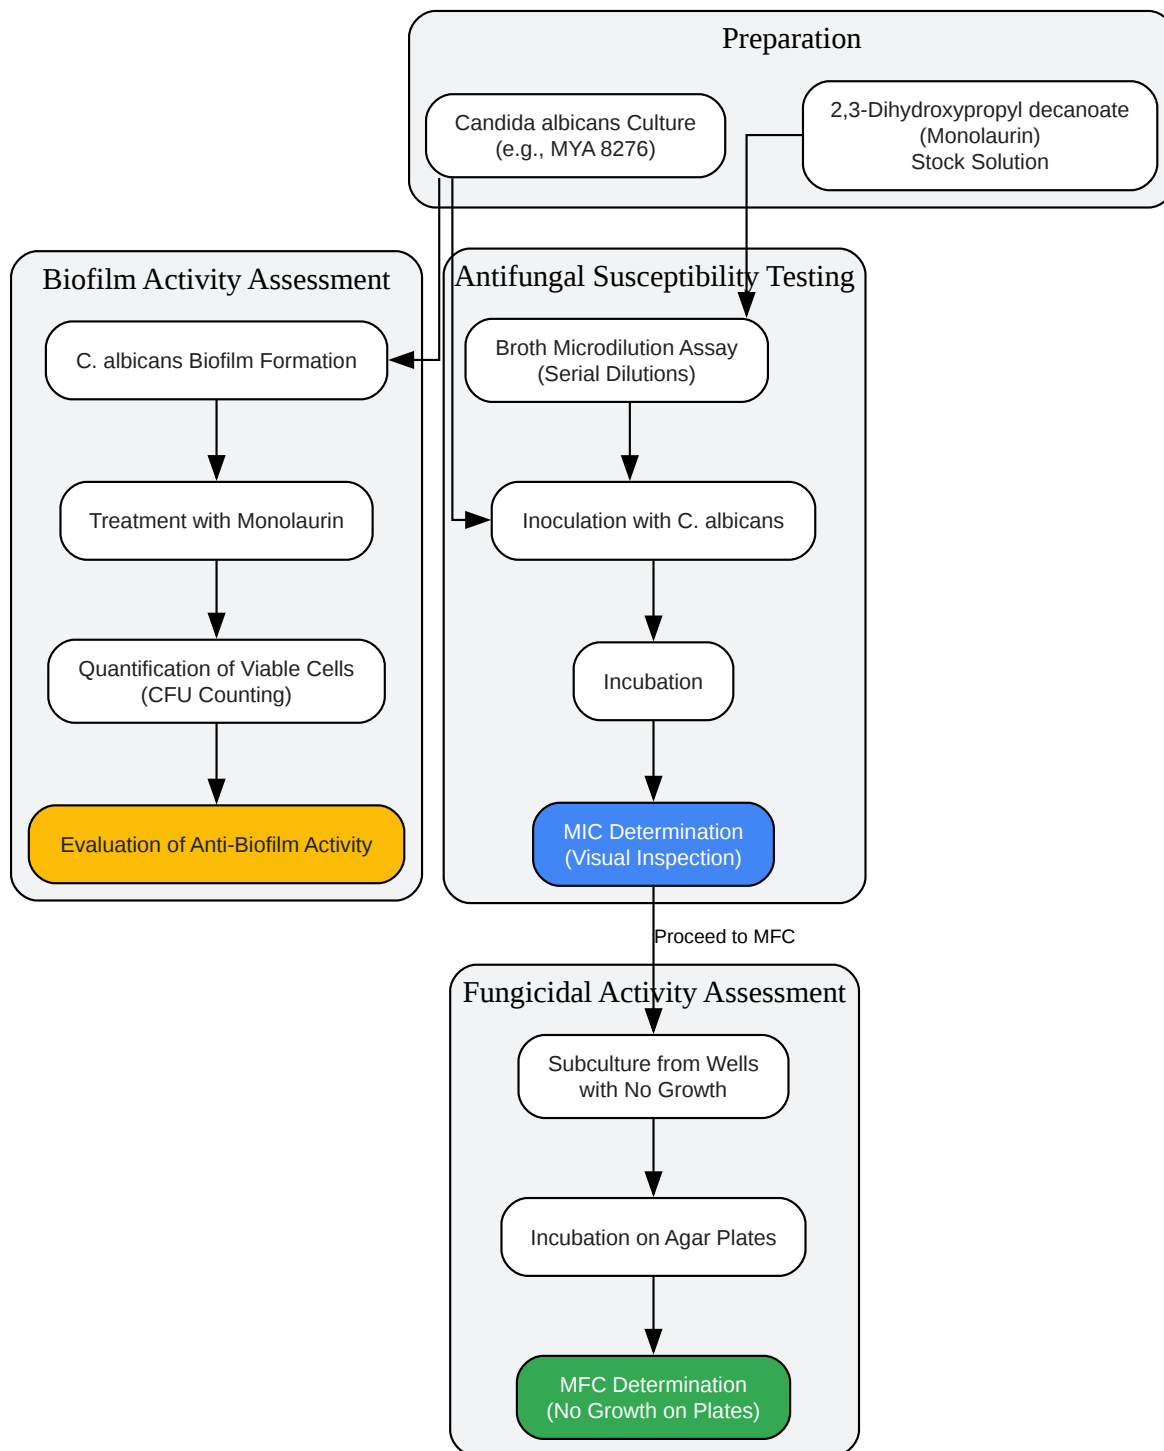 Preparation
Candida albicans Culture
(e.g., MYA 8276)
2,3-Dihydroxypropyl decanoate
(Monolaurin)
Stock Solution
Biofilm Activity Assessment
C. albicans Biofilm Formation
Treatment with Monolaurin
Quantification of Viable Cells
(CFU Counting)
Evaluation of Anti-Biofilm Activity
Antifungal Susceptibility Testing
Broth Microdilution Assay
(Serial Dilutions)
Inoculation with C. albicans
Incubation
MIC Determination
(Visual Inspection)
Proceed to MFC
Fungicidal Activity Assessment
Subculture from Wells
with No Growth
Incubation on Agar Plates
MFC Determination
(No Growth on Plates)